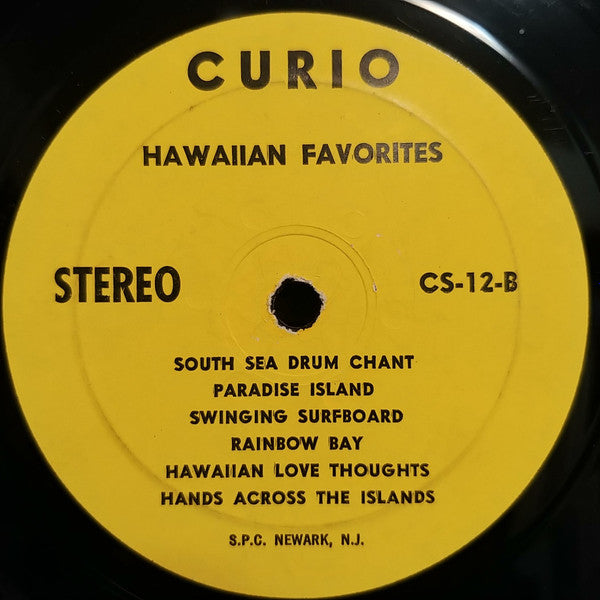 CURIO
HAWAIIAN FAVORITES
STEREO CS-12-B
SOUTH SEA DRUM CHANT
PARADISE ISLAND
SWINGING SURFBOARD
RAINBOW BAY
HAWAIIAN LOVE THOUGHTS
HANDS ACROSS THE ISLANDS
S.P.C. NEWARK, N.J.